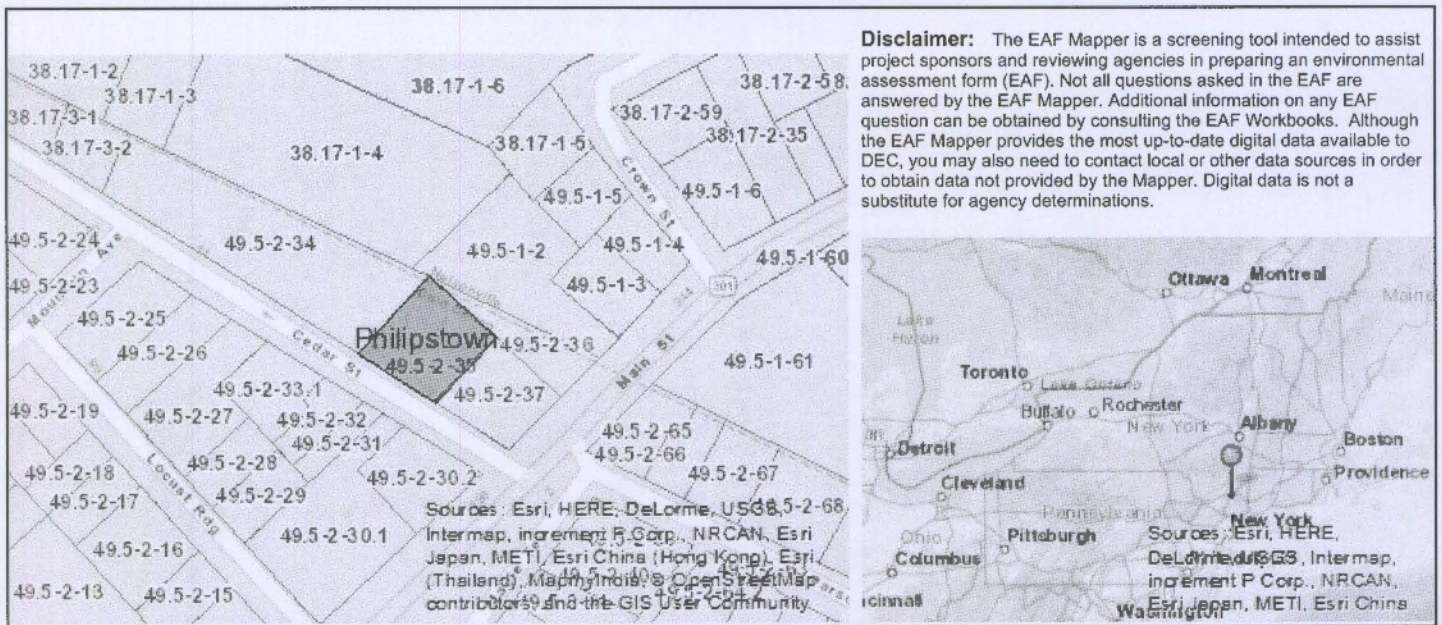 Disclaimer: The EAF Mapper is a screening tool intended to assist
project sponsors and reviewing agencies in preparing an environmental
assessment form (EAF). Not all questions asked in the EAF are
answered by the EAF Mapper. Additional information on any EAF
question can be obtained by consulting the EAF Workbooks. Although
the EAF Mapper provides the most up-to-date digital data available to
DEC, you may also need to contact local or other data sources in order
to obtain data not provided by the Mapper. Digital data is not a
substitute for agency determinations.
38.17-1-2
38.17-1-3
38.17-1-6
38.17-2-58
38.17-3-1
38.17-2-59
38.17-3-2
38.17-1-4
38.17-1-5
38.17-2-35
Crown St
49.5-1-5
49.5-1-6
49.5-2-24
49.5-2-34
49.5-1-2
49.5-1-4
49.5-1-60
49.5-2-23
49.5-1-3
301
49.5-2-25
Cedar St
Philipstown
49.5-2-36
Main St
49.5-2-26
49.5-2-35
49.5-1-61
49.5-2-33.1
49.5-2-37
49.5-2-19
49.5-2-27
49.5-2-32
49.5-2-65
49.5-2-31
49.5-2-66
49.5-2-18
Locust Rdg
49.5-2-28
49.5-2-30.2
49.5-2-67
49.5-2-17
49.5-2-29
49.5-2-68
49.5-2-30.1
49.5-2-16
49.5-2-13
49.5-2-15
Sources: Esri, HERE, DeLorme, USGS,
Intermap, increment P Corp., NRCAN, Esri
Japan, METI, Esri China (Hong Kong), Esri
(Thailand), MapmyIndia, © OpenStreetMap
contributors, and the GIS User Community
Ottawa
Montreal
Maine
Lake
Huron
Toronto
Lake Ontario
Buffalo
Rochester
New York
Albany
Boston
Detroit
Providence
Cleveland
Pennsylvania
New York
Ohio
Pittsburgh
Columbus
cinnati
Washington
Sources: Esri, HERE,
DeLorme, USGS, Intermap,
increment P Corp., NRCAN,
Esri Japan, METI, Esri China